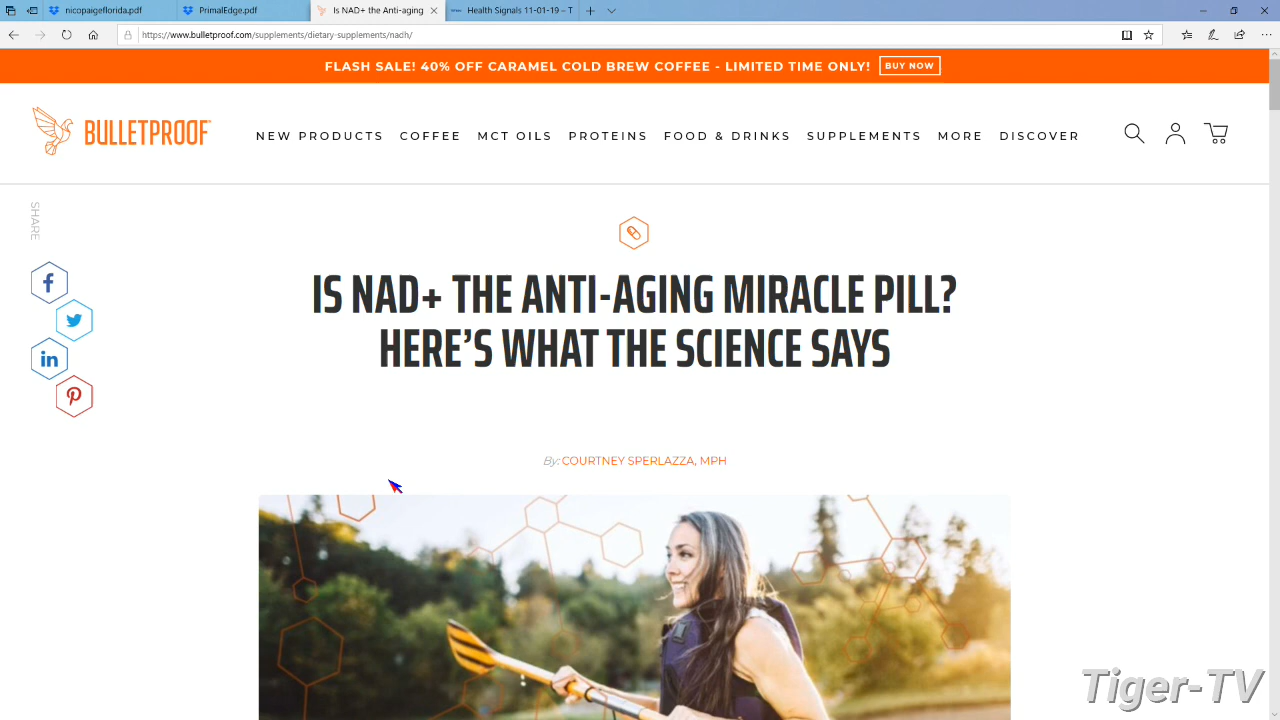 nicopaigeflorida.pdf
PrimalEdge.pdf
Is NAD+ the Anti-aging
Health Signals 11-01-19 – T
https://www.bulletproof.com/supplements/dietary-supplements/nadh/
FLASH SALE! 40% OFF CARAMEL COLD BREW COFFEE - LIMITED TIME ONLY!
BUY NOW
BULLETPROOF
NEW PRODUCTS COFFEE MCT OILS PROTEINS FOOD & DRINKS SUPPLEMENTS MORE DISCOVER
SHARE
IS NAD+ THE ANTI-AGING MIRACLE PILL?
HERE’S WHAT THE SCIENCE SAYS
By: COURTNEY SPERLAZZA, MPH
Tiger-TV